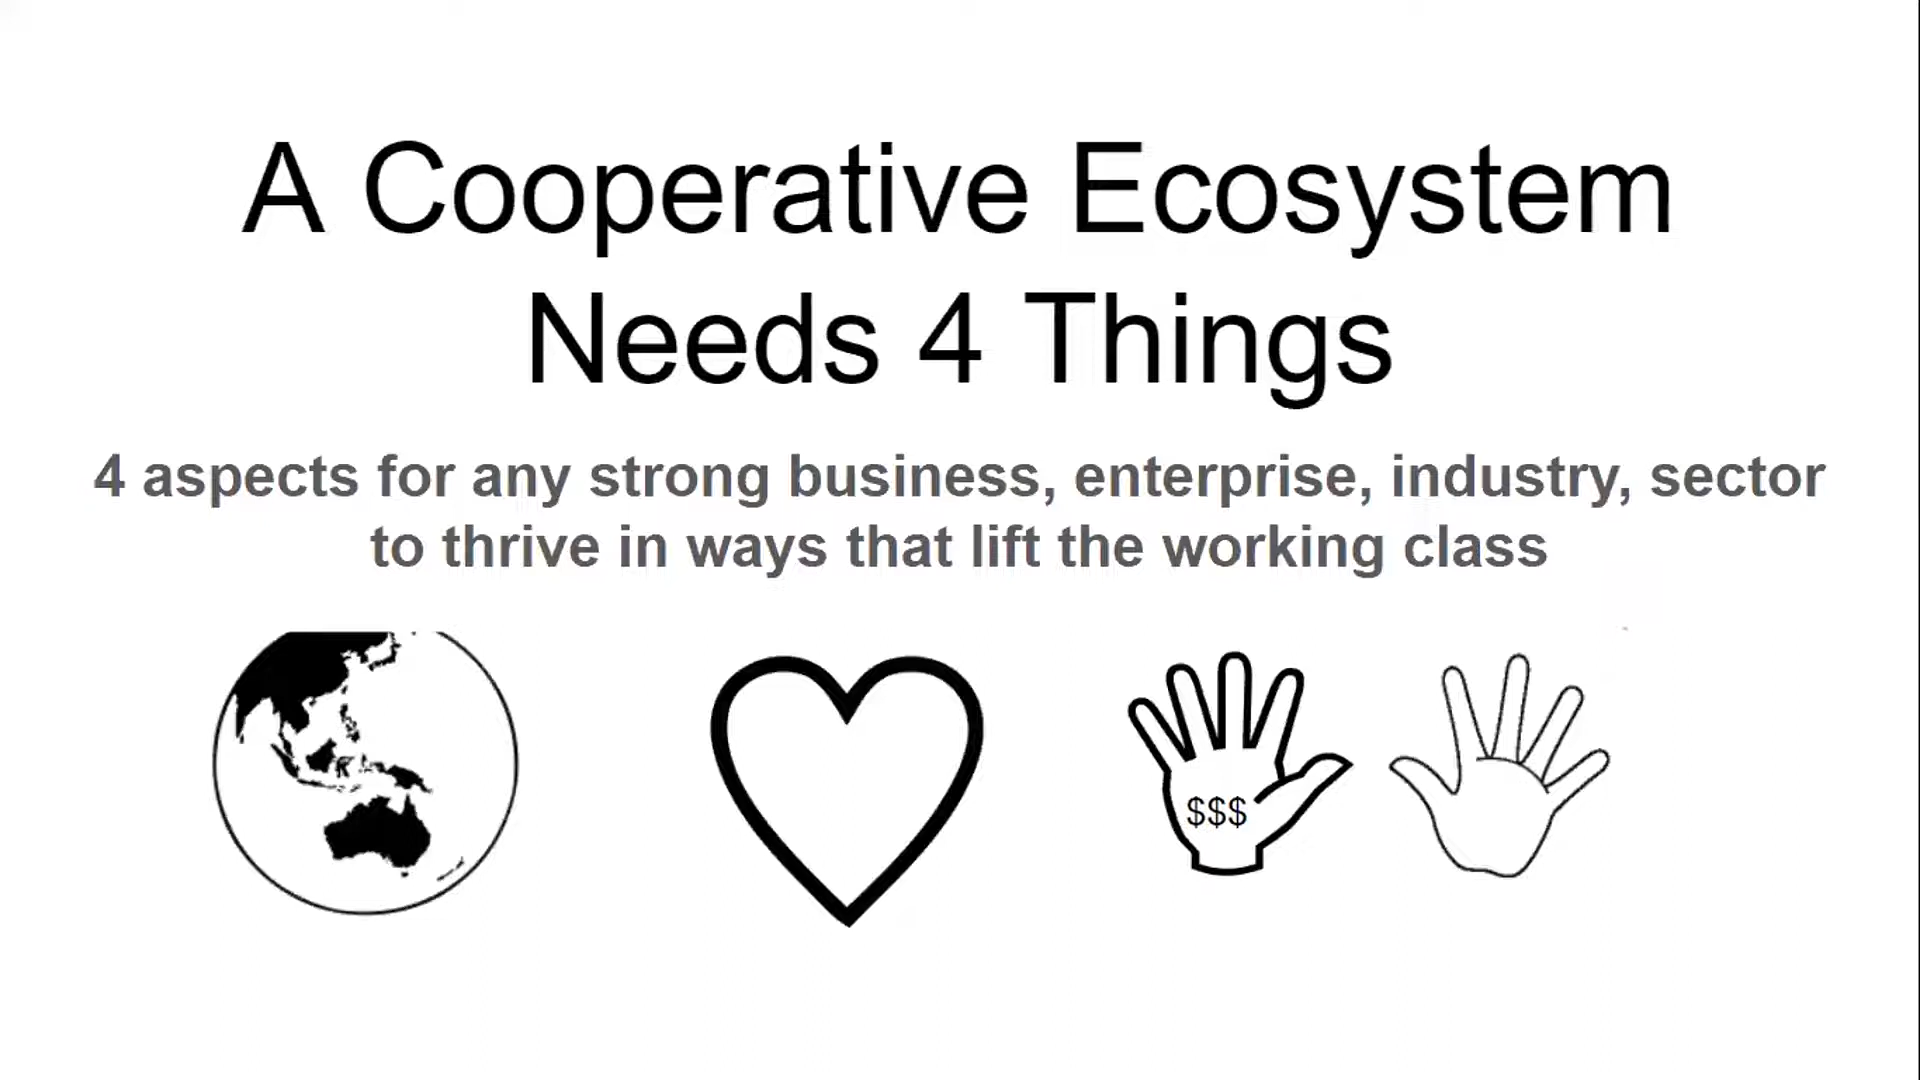 A Cooperative Ecosystem
Needs 4 Things
4 aspects for any strong business, enterprise, industry, sector
to thrive in ways that lift the working class
$$$